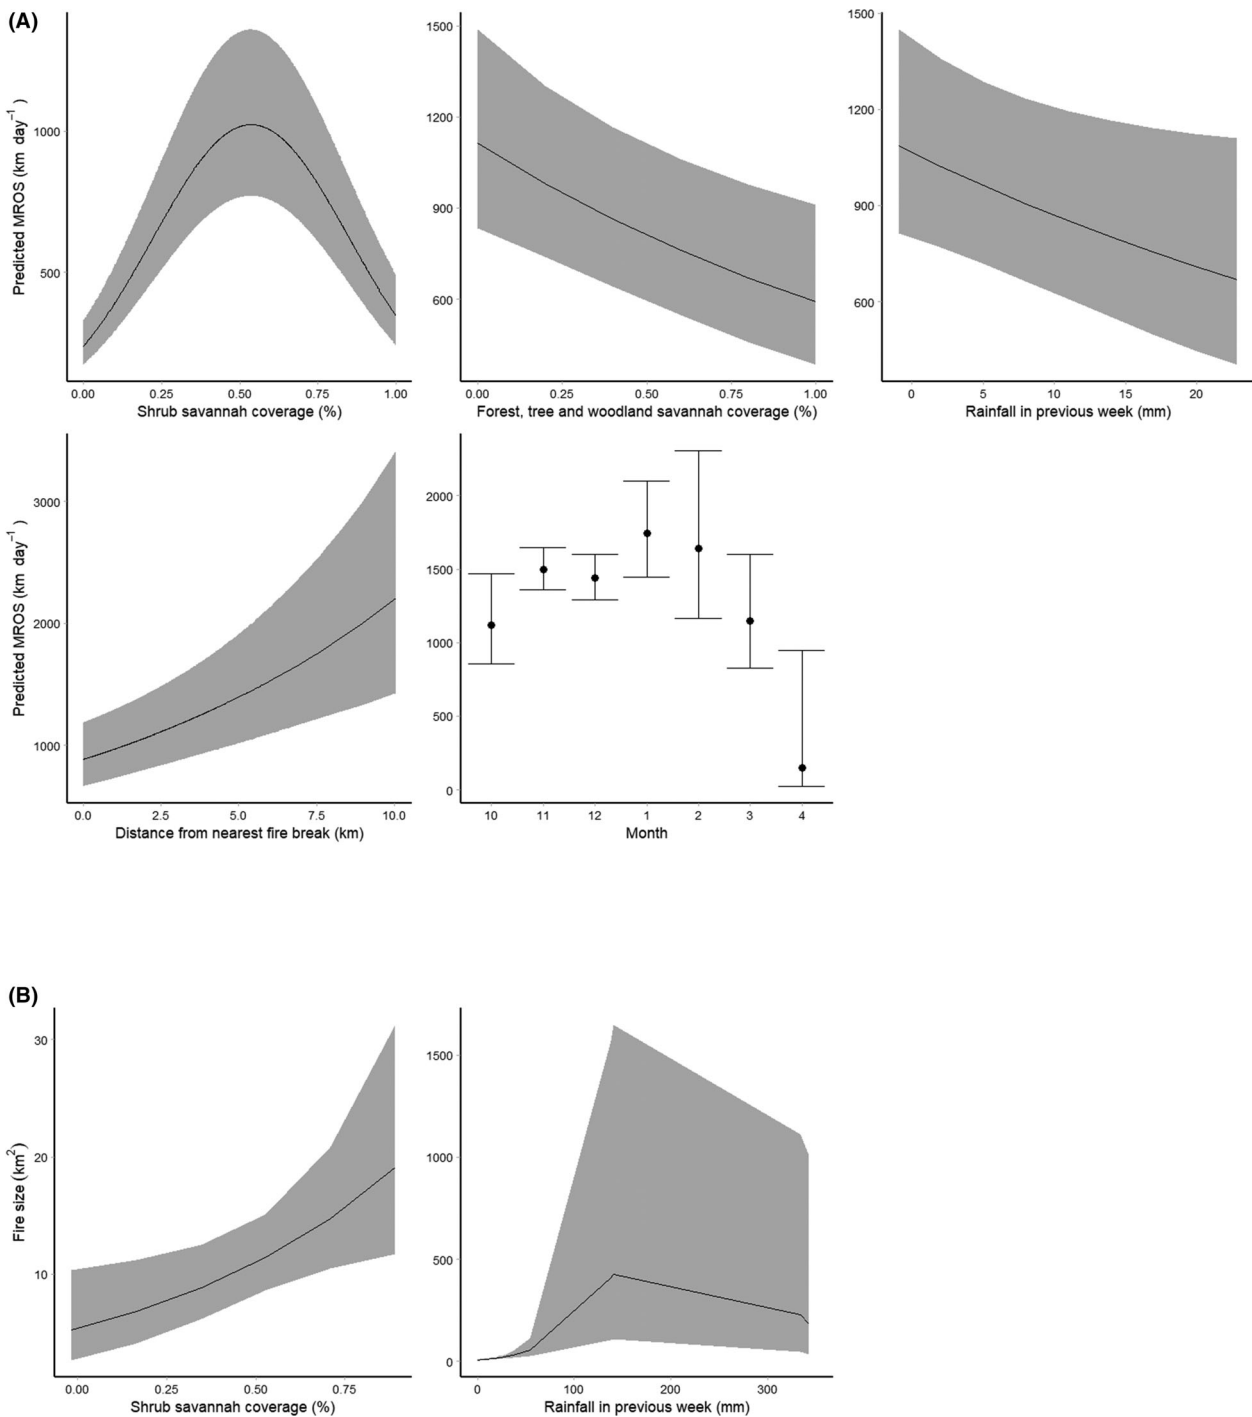 (A)
Predicted MROS (km day⁻¹ )
1000
500
0.00 0.25 0.50 0.75 1.00
Shrub savannah coverage (%)
1500
1200
900
600
0.00 0.25 0.50 0.75 1.00
Forest, tree and woodland savannah coverage (%)
1500
1200
900
600
0 5 10 15 20
Rainfall in previous week (mm)
Predicted MROS (km day⁻¹ )
3000
2000
1000
0.0 2.5 5.0 7.5 10.0
Distance from nearest fire break (km)
2000
1500
1000
500
0
10 11 12 1 2 3 4
Month
(B)
Fire size (km²)
30
20
10
0.00 0.25 0.50 0.75
Shrub savannah coverage (%)
1500
1000
500
0
0 100 200 300
Rainfall in previous week (mm)